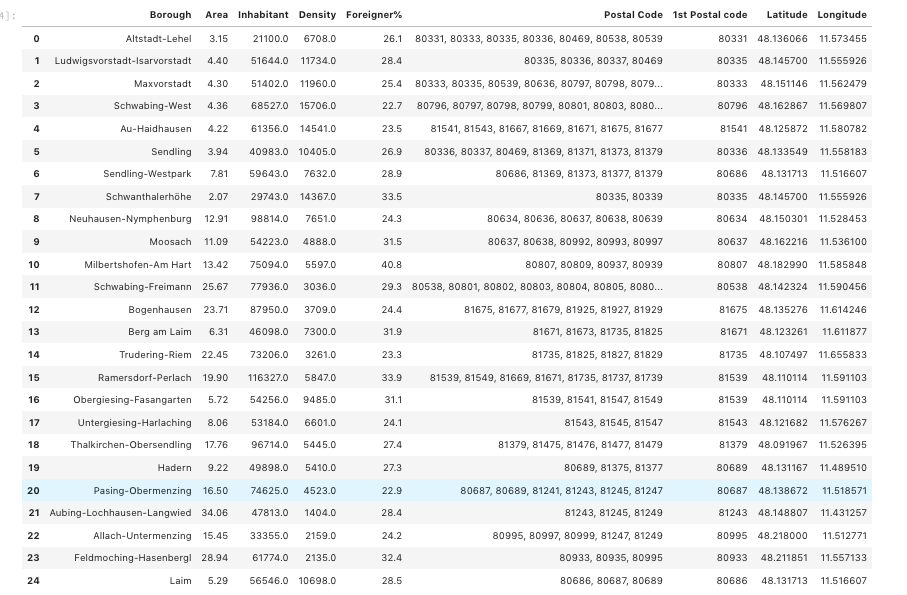 4]:
Borough Area Inhabitant Density Foreigner% Postal Code 1st Postal code Latitude Longitude
0 Altstadt-Lehel 3.15 21100.0 6708.0 26.1 80331, 80333, 80335, 80336, 80469, 80538, 80539 80331 48.136066 11.573455
1 Ludwigsvorstadt-Isarvorstadt 4.40 51644.0 11734.0 28.4 80335, 80336, 80337, 80469 80335 48.145700 11.555926
2 Maxvorstadt 4.30 51402.0 11960.0 25.4 80333, 80335, 80539, 80636, 80797, 80798, 8079... 80333 48.151146 11.562479
3 Schwabing-West 4.36 68527.0 15706.0 22.7 80796, 80797, 80798, 80799, 80801, 80803, 8080... 80796 48.162867 11.569807
4 Au-Haidhausen 4.22 61356.0 14541.0 23.5 81541, 81543, 81667, 81669, 81671, 81675, 81677 81541 48.125872 11.580782
5 Sendling 3.94 40983.0 10405.0 26.9 80336, 80337, 80469, 81369, 81371, 81373, 81379 80336 48.133549 11.558183
6 Sendling-Westpark 7.81 59643.0 7632.0 28.9 80686, 81369, 81373, 81377, 81379 80686 48.131713 11.516607
7 Schwanthalerhöhe 2.07 29743.0 14367.0 33.5 80335, 80339 80335 48.145700 11.555926
8 Neuhausen-Nymphenburg 12.91 98814.0 7651.0 24.3 80634, 80636, 80637, 80638, 80639 80634 48.150301 11.528453
9 Moosach 11.09 54223.0 4888.0 31.5 80637, 80638, 80992, 80993, 80997 80637 48.162216 11.536100
10 Milbertshofen-Am Hart 13.42 75094.0 5597.0 40.8 80807, 80809, 80937, 80939 80807 48.182990 11.585848
11 Schwabing-Freimann 25.67 77936.0 3036.0 29.3 80538, 80801, 80802, 80803, 80804, 80805, 8080... 80538 48.142324 11.590456
12 Bogenhausen 23.71 87950.0 3709.0 24.4 81675, 81677, 81679, 81925, 81927, 81929 81675 48.135276 11.614246
13 Berg am Laim 6.31 46098.0 7300.0 31.9 81671, 81673, 81735, 81825 81671 48.123261 11.611877
14 Trudering-Riem 22.45 73206.0 3261.0 23.3 81735, 81825, 81827, 81829 81735 48.107497 11.655833
15 Ramersdorf-Perlach 19.90 116327.0 5847.0 33.9 81539, 81549, 81669, 81671, 81735, 81737, 81739 81539 48.110114 11.591103
16 Obergiesing-Fasangarten 5.72 54256.0 9485.0 31.1 81539, 81541, 81547, 81549 81539 48.110114 11.591103
17 Untergiesing-Harlaching 8.06 53184.0 6601.0 24.1 81543, 81545, 81547 81543 48.121682 11.576267
18 Thalkirchen-Obersendling 17.76 96714.0 5445.0 27.4 81379, 81475, 81476, 81477, 81479 81379 48.091967 11.526395
19 Hadern 9.22 49898.0 5410.0 27.3 80689, 81375, 81377 80689 48.131167 11.489510
20 Pasing-Obermenzing 16.50 74625.0 4523.0 22.9 80687, 80689, 81241, 81243, 81245, 81247 80687 48.138672 11.518571
21 Aubing-Lochhausen-Langwied 34.06 47813.0 1404.0 28.4 81243, 81245, 81249 81243 48.148807 11.431257
22 Allach-Untermenzing 15.45 33355.0 2159.0 24.2 80995, 80997, 80999, 81247, 81249 80995 48.218000 11.512771
23 Feldmoching-Hasenbergl 28.94 61774.0 2135.0 32.4 80933, 80935, 80995 80933 48.211851 11.557133
24 Laim 5.29 56546.0 10698.0 28.5 80686, 80687, 80689 80686 48.131713 11.516607